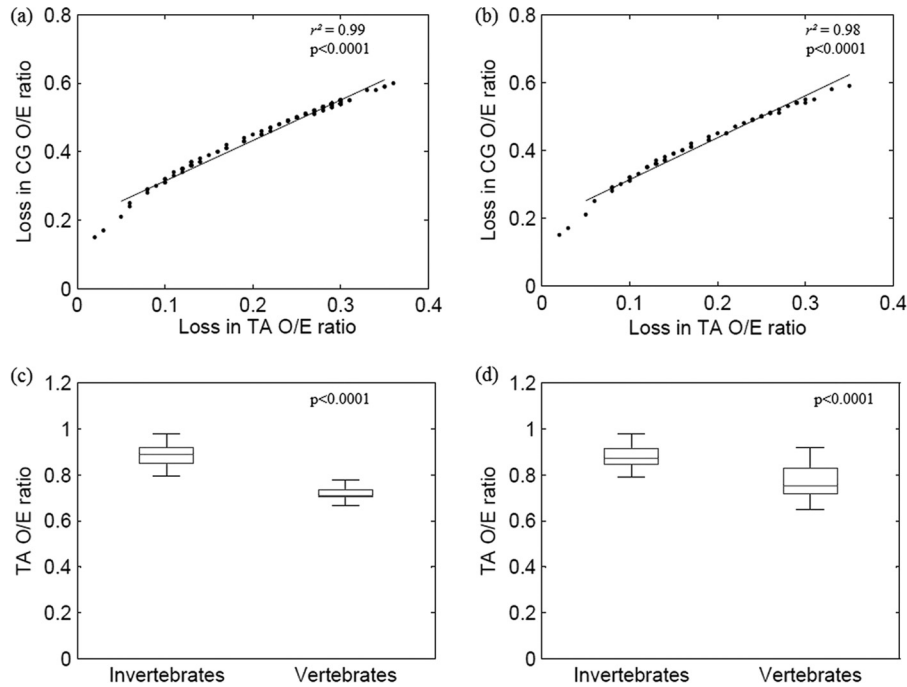 (a)
r² = 0.99
p<0.0001
Loss in CG O/E ratio
0.8
0.6
0.4
0.2
0
0
0.1
0.2
0.3
0.4
Loss in TA O/E ratio
(b)
r² = 0.98
p<0.0001
Loss in CG O/E ratio
0.8
0.6
0.4
0.2
0
0
0.1
0.2
0.3
0.4
Loss in TA O/E ratio
(c)
p<0.0001
TA O/E ratio
1.2
1
0.8
0.6
0.4
0.2
0
Invertebrates
Vertebrates
(d)
p<0.0001
TA O/E ratio
1.2
1
0.8
0.6
0.4
0.2
0
Invertebrates
Vertebrates